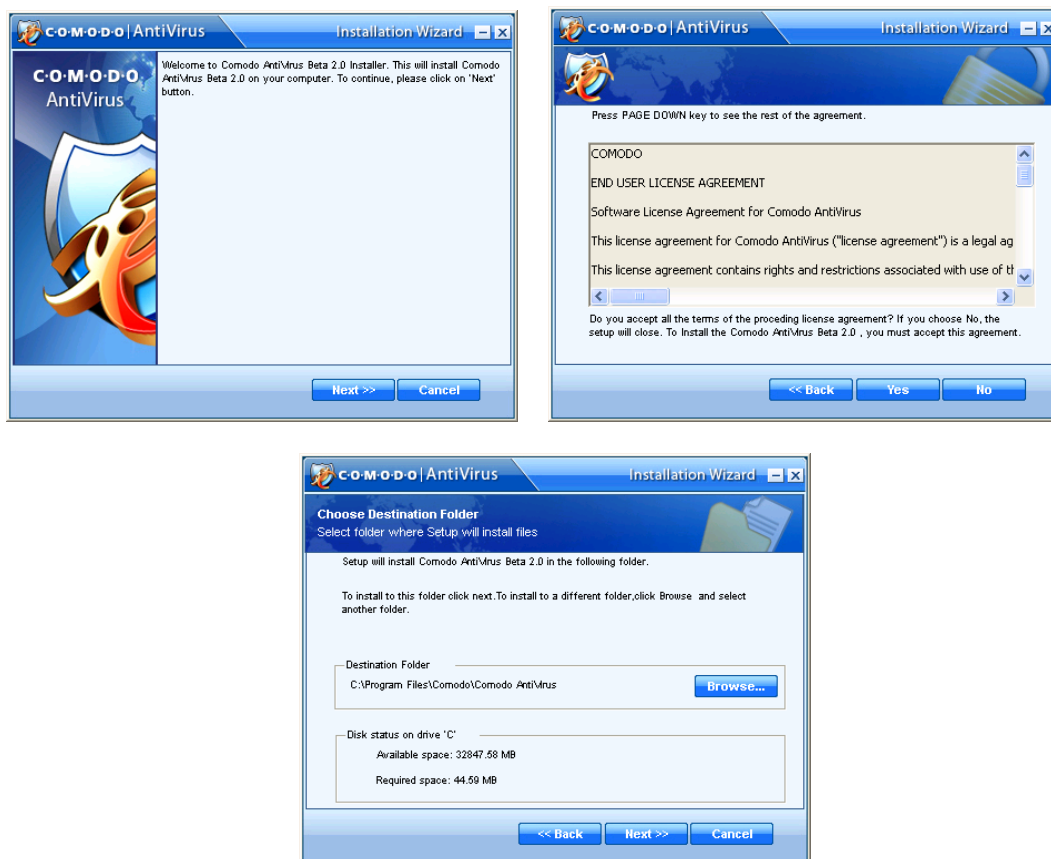 C·O·M·O·D·O | AntiVirus
Installation Wizard
C·O·M·O·D·O
AntiVirus
Welcome to Comodo AntiVirus Beta 2.0 Installer. This will install Comodo
AntiVirus Beta 2.0 on your computer. To continue, please click on 'Next'
button.
Next >>
Cancel
C·O·M·O·D·O | AntiVirus
Installation Wizard
Press PAGE DOWN key to see the rest of the agreement.
COMODO
END USER LICENSE AGREEMENT
Software License Agreement for Comodo AntiVirus
This license agreement for Comodo AntiVirus ("license agreement") is a legal ag
This license agreement contains rights and restrictions associated with use of th
Do you accept all the terms of the proceding license agreement? If you choose No, the
setup will close. To Install the Comodo AntiVirus Beta 2.0 , you must accept this agreement.
<< Back
Yes
No
C·O·M·O·D·O | AntiVirus
Installation Wizard
Choose Destination Folder
Select folder where Setup will install files
Setup will install Comodo AntiVirus Beta 2.0 in the following folder.
To install to this folder click next.To install to a different folder,click Browse and select
another folder.
Destination Folder
C:\Program Files\Comodo\Comodo AntiVirus
Browse...
Disk status on drive 'C'
Available space: 32847.58 MB
Required space: 44.59 MB
<< Back
Next >>
Cancel